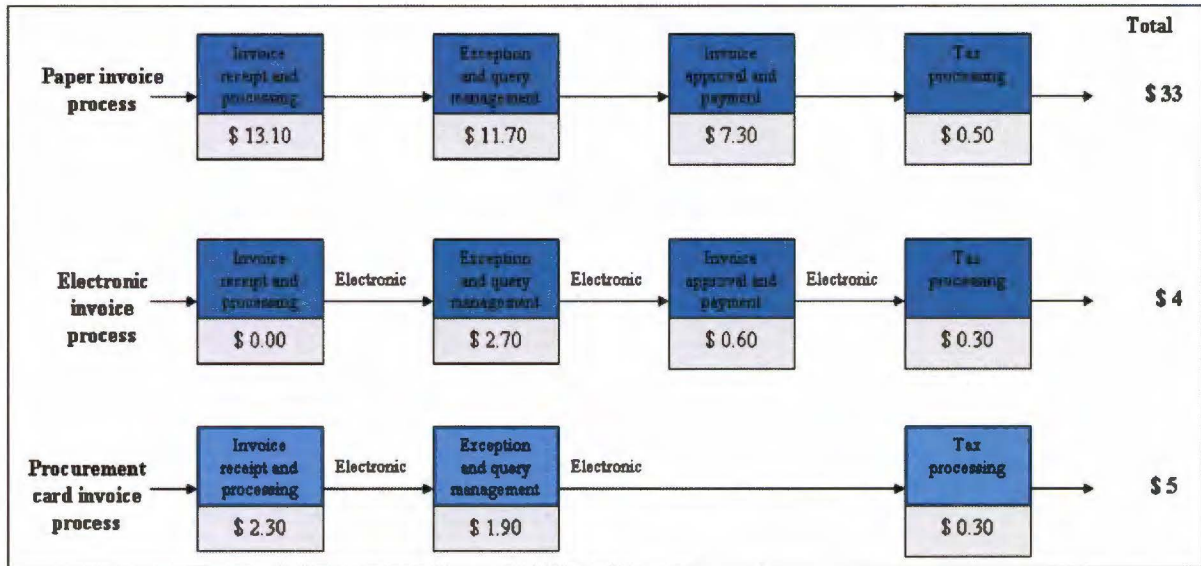 Total
Paper invoice
process
Invoice
receipt and
processing
$ 13.10
Exception
and query
management
$ 11.70
Invoice
approval and
payment
$ 7.30
Tax
processing
$ 0.50
$ 33
Electronic
invoice
process
Invoice
receipt and
processing
$ 0.00
Electronic
Exception
and query
management
$ 2.70
Electronic
Invoice
approval and
payment
$ 0.60
Electronic
Tax
processing
$ 0.30
$ 4
Procurement
card invoice
process
Invoice
receipt and
processing
$ 2.30
Electronic
Exception
and query
management
$ 1.90
Electronic
Tax
processing
$ 0.30
$ 5